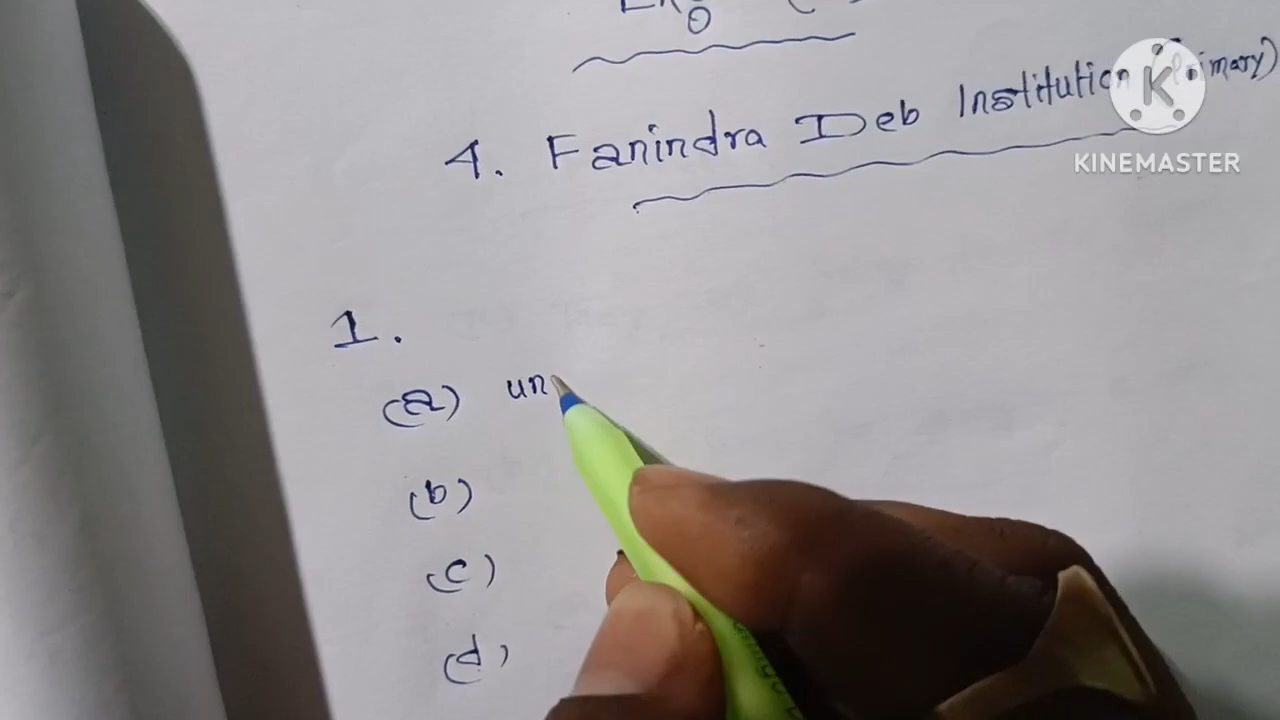 4. Fanindra Deb Institution (Primary)
KINEMASTER
1.
(a) un
(b)
(c)
(d)